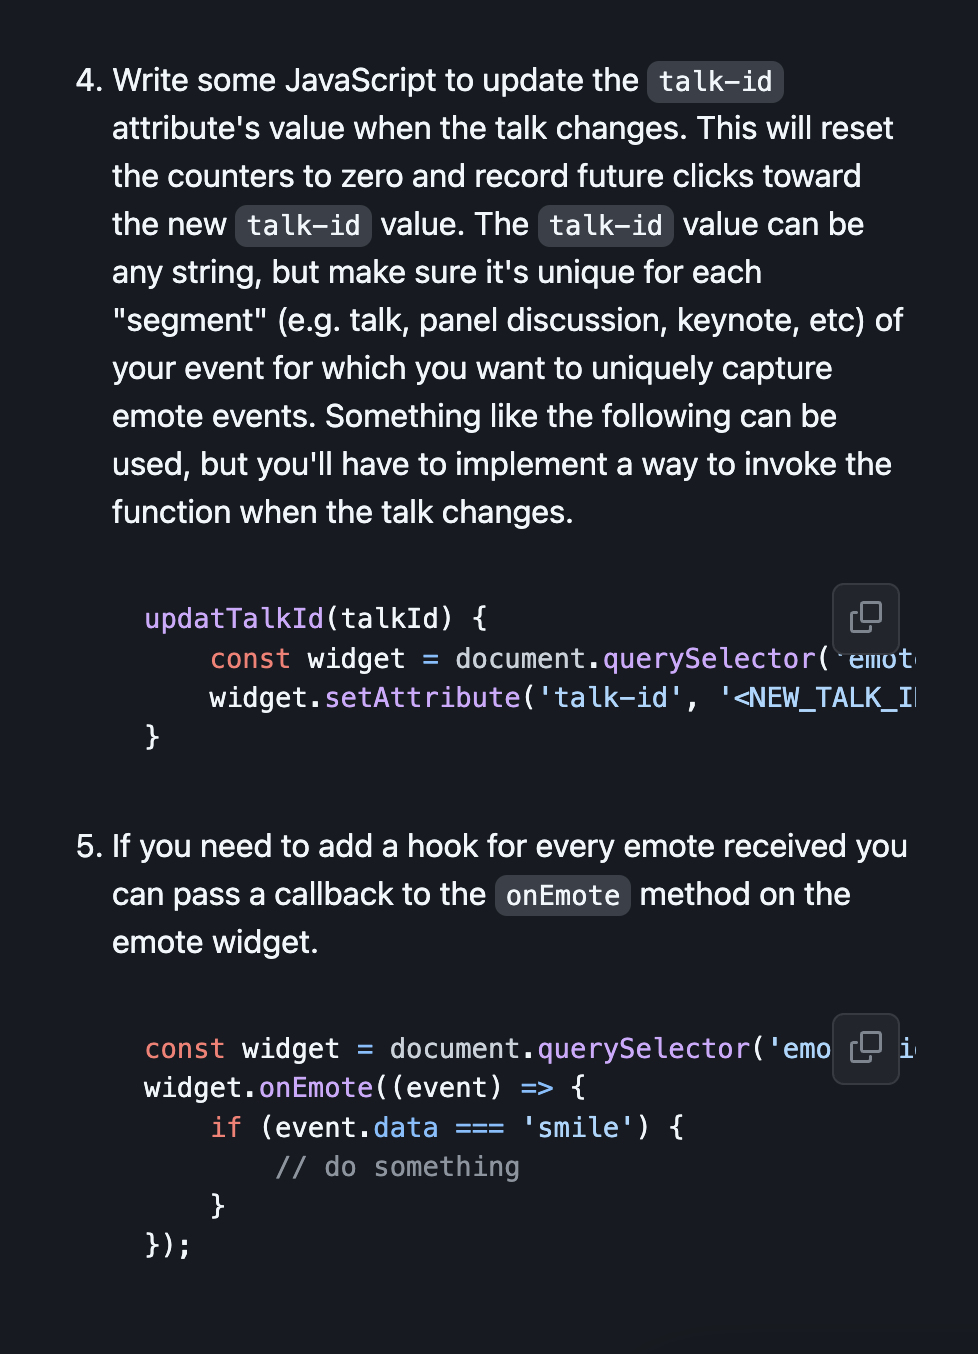 4. Write some JavaScript to update the talk-id
attribute's value when the talk changes. This will reset
the counters to zero and record future clicks toward
the new talk-id value. The talk-id value can be
any string, but make sure it's unique for each
"segment" (e.g. talk, panel discussion, keynote, etc) of
your event for which you want to uniquely capture
emote events. Something like the following can be
used, but you'll have to implement a way to invoke the
function when the talk changes.
updatTalkId(talkId) {
const widget = document.querySelector('
widget.setAttribute('talk-id', '<NEW_TALK_
}
5. If you need to add a hook for every emote received you
can pass a callback to the onEmote method on the
emote widget.
const widget = document.querySelector('emo
widget.onEmote((event) => {
if (event.data === 'smile') {
// do something
}
});